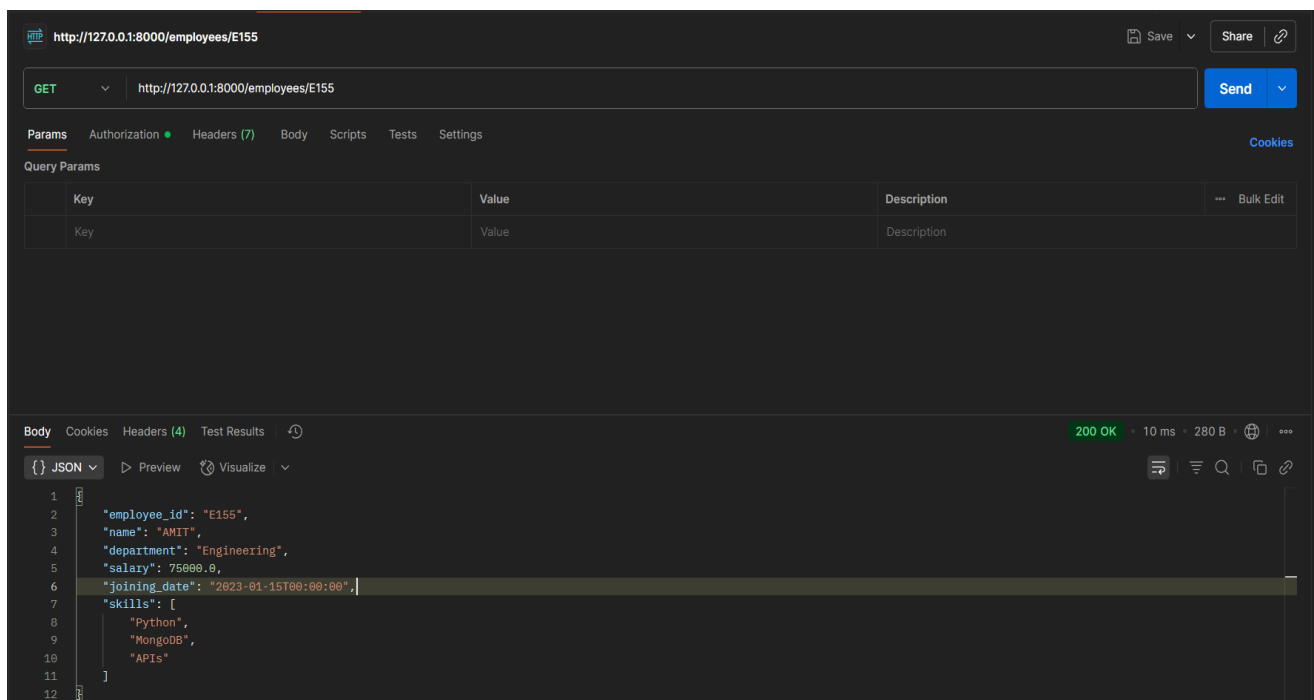 HTTP http://127.0.0.1:8000/employees/E155 Save Share
GET http://127.0.0.1:8000/employees/E155 Send
Params Authorization Headers (7) Body Scripts Tests Settings Cookies
Query Params
Key Value Description Bulk Edit
Key Value Description
Body Cookies Headers (4) Test Results 200 OK 10 ms 280 B
{} JSON Preview Visualize
1 {
2 "employee_id": "E155",
3 "name": "AMIT",
4 "department": "Engineering",
5 "salary": 75000.0,
6 "joining_date": "2023-01-15T00:00:00",
7 "skills": [
8 "Python",
9 "MongoDB",
10 "APIs"
11 ]
12 }